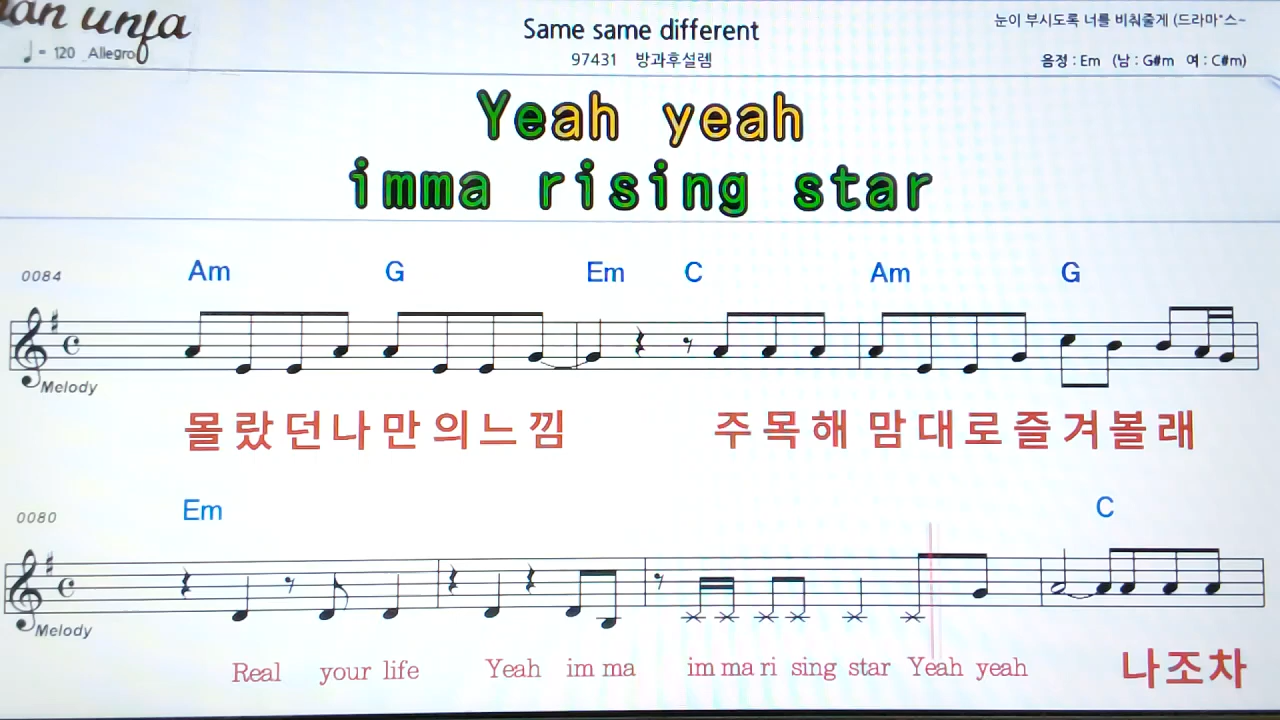 Same same different
눈이 부시도록 너를 비춰줄게 (드라마"스~
♩ = 120 Allegro
97431 방과후설렘
음정 : Em (남 : G#m 여 : C#m)
Yeah yeah
imma rising star
0084 Am G Em C Am G
Melody
몰랐던나만의느낌 주목해 맘대로즐겨볼래
0080 Em C
Melody
Real your life Yeah im ma im ma ri sing star Yeah yeah 나조차